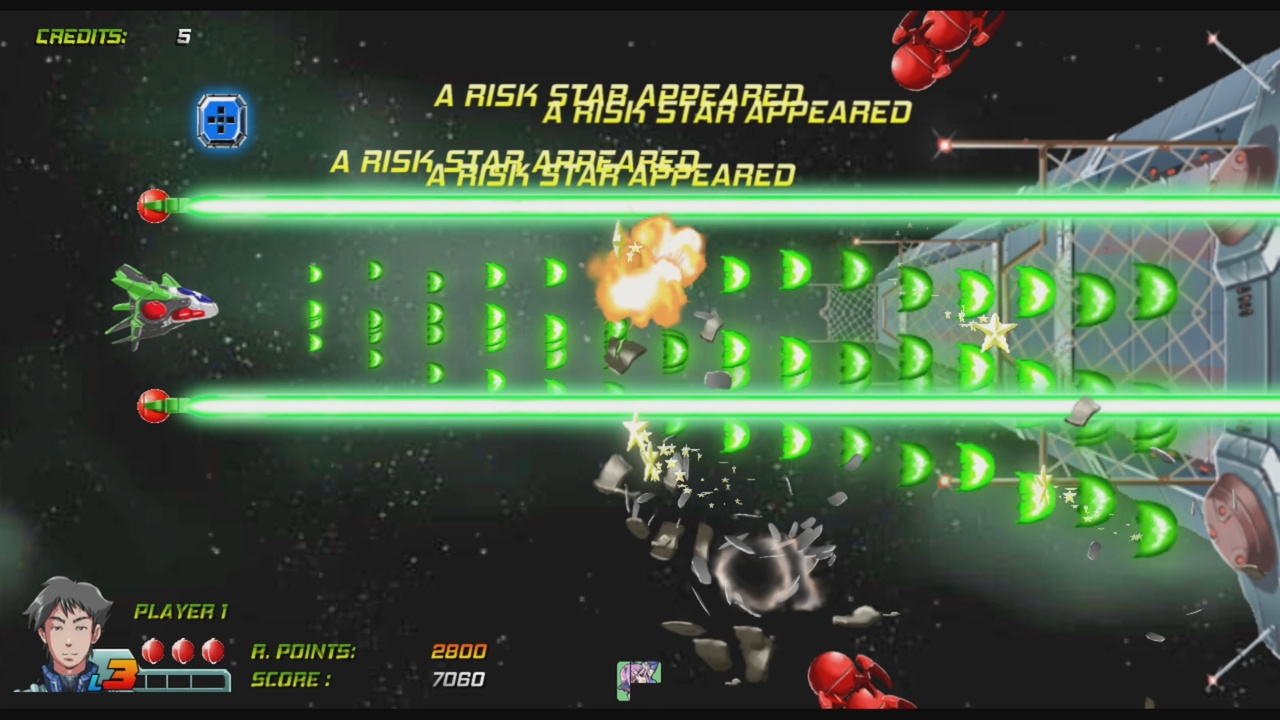 CREDITS: 5
A RISK STAR APPEARED
A RISK STAR APPEARED
A RISK STAR APPEARED
A RISK STAR APPEARED
PLAYER 1
L3
R. POINTS: 2800
SCORE : 7060